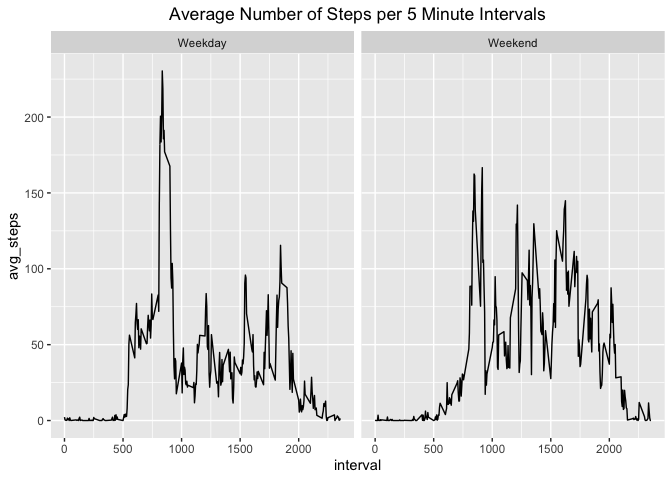 Average Number of Steps per 5 Minute Intervals
Weekday
Weekend
avg_steps
200
150
100
50
0
0 500 1000 1500 2000
0 500 1000 1500 2000
interval